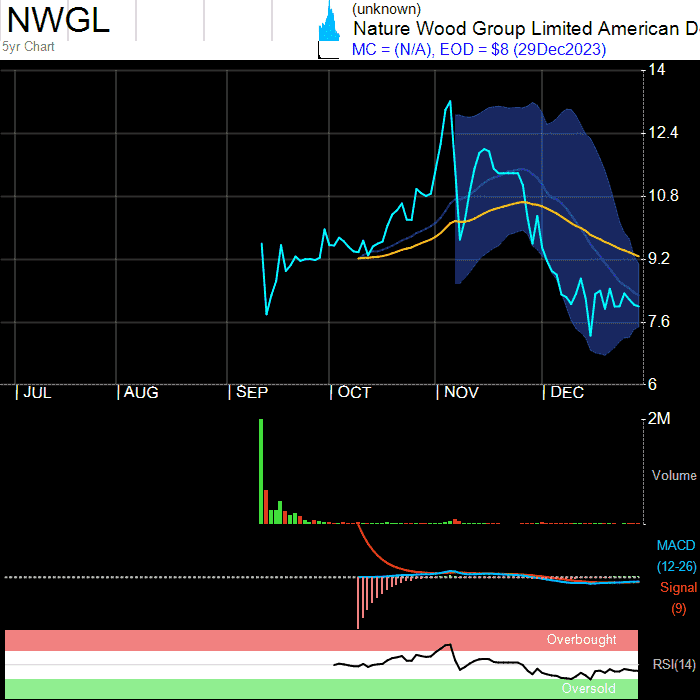 NWGL
5yr Chart
(unknown)
Nature Wood Group Limited American D
MC = (N/A), EOD = $8 (29Dec2023)
14
12.4
10.8
9.2
7.6
6
JUL AUG SEP OCT NOV DEC
2M
Volume
MACD
(12-26)
Signal
(9)
Overbought
RSI(14)
Oversold